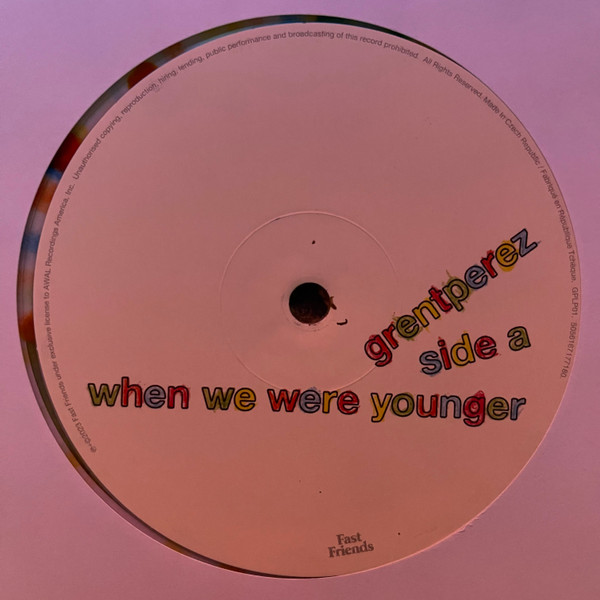 grentperez
side a
when we were younger
Fast
Friends
℗+©2023 Fast Friends under exclusive license to AWAL Recordings America, Inc. Unauthorised copying, reproduction, hiring, lending, public performance and broadcasting of this record prohibited. All Rights Reserved. Made in Czech Republic / Fabriqué en République Tchèque. GPLP01. 5056167177180